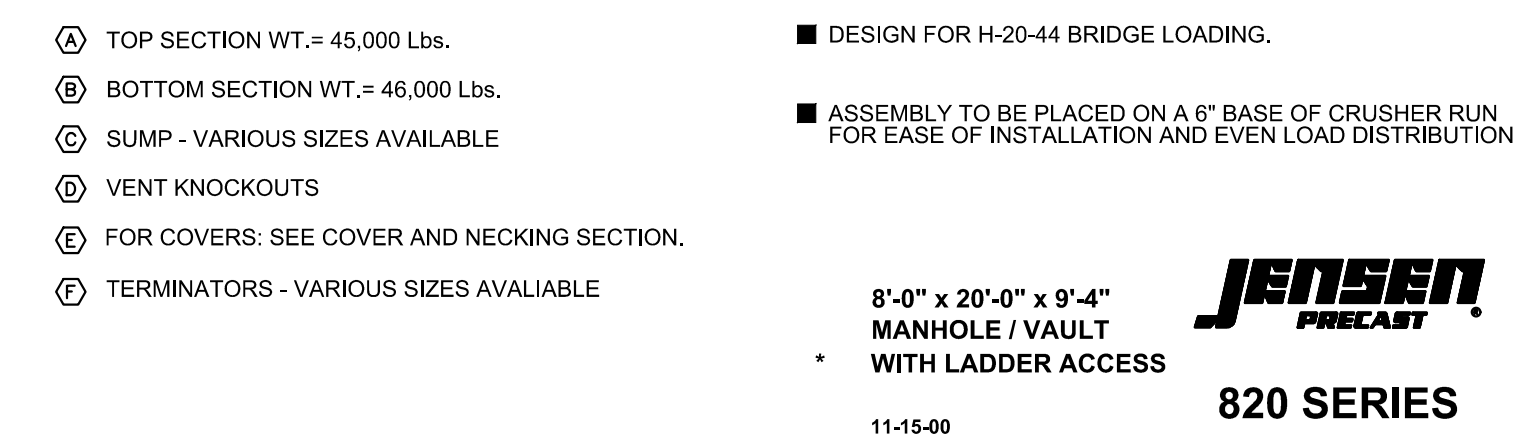 A TOP SECTION WT.= 45,000 Lbs.
B BOTTOM SECTION WT.= 46,000 Lbs.
C SUMP - VARIOUS SIZES AVAILABLE
D VENT KNOCKOUTS
E FOR COVERS: SEE COVER AND NECKING SECTION.
F TERMINATORS - VARIOUS SIZES AVALIABLE
■ DESIGN FOR H-20-44 BRIDGE LOADING.
■ ASSEMBLY TO BE PLACED ON A 6" BASE OF CRUSHER RUN
FOR EASE OF INSTALLATION AND EVEN LOAD DISTRIBUTION
8'-0" x 20'-0" x 9'-4"
MANHOLE / VAULT
* WITH LADDER ACCESS
11-15-00
JENSEN
PRECAST ®
820 SERIES